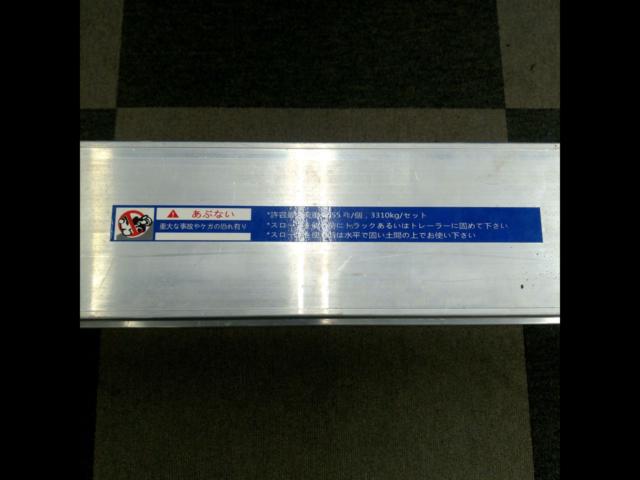 あぶない
重大な事故やケガの恐れ有り
*許容最大 /個，3310kg/セット
*スロー 前にトラックあるいはトレーラーに固めて下さい
*スロー は水平で固い土間の上でお使い下さい